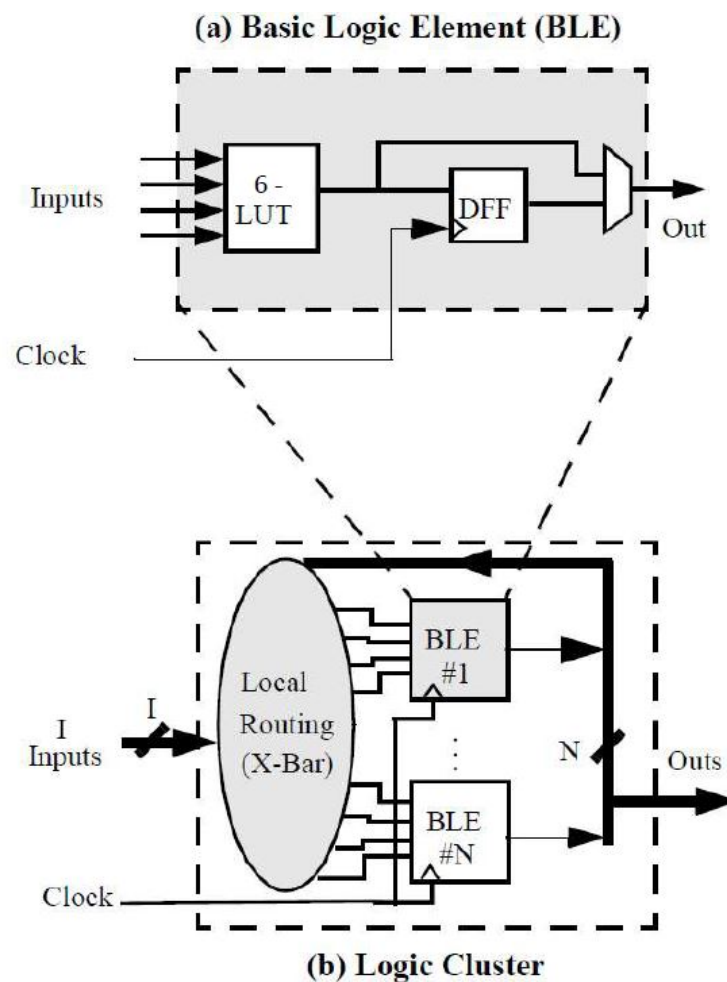 (a) Basic Logic Element (BLE)
Inputs
6 -
LUT
DFF
Out
Clock
I
Inputs
I
Local
Routing
(X-Bar)
BLE
#1
BLE
#N
N
Outs
Clock
(b) Logic Cluster